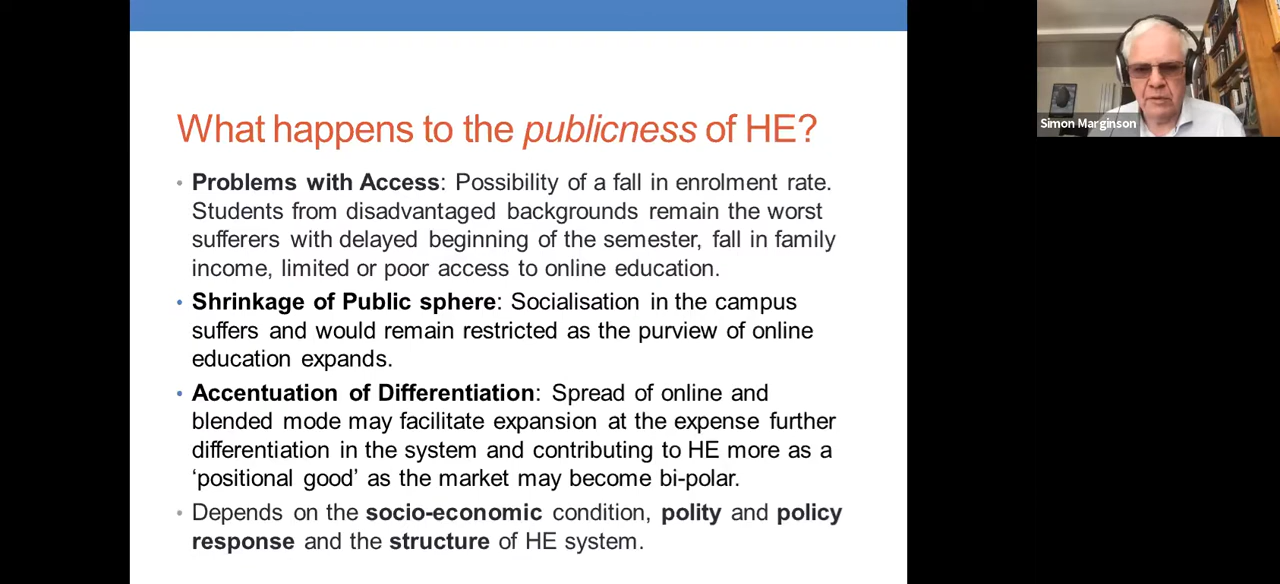 What happens to the publicness of HE?
• Problems with Access: Possibility of a fall in enrolment rate.
Students from disadvantaged backgrounds remain the worst
sufferers with delayed beginning of the semester, fall in family
income, limited or poor access to online education.
• Shrinkage of Public sphere: Socialisation in the campus
suffers and would remain restricted as the purview of online
education expands.
• Accentuation of Differentiation: Spread of online and
blended mode may facilitate expansion at the expense further
differentiation in the system and contributing to HE more as a
‘positional good’ as the market may become bi-polar.
• Depends on the socio-economic condition, polity and policy
response and the structure of HE system.
Simon Marginson